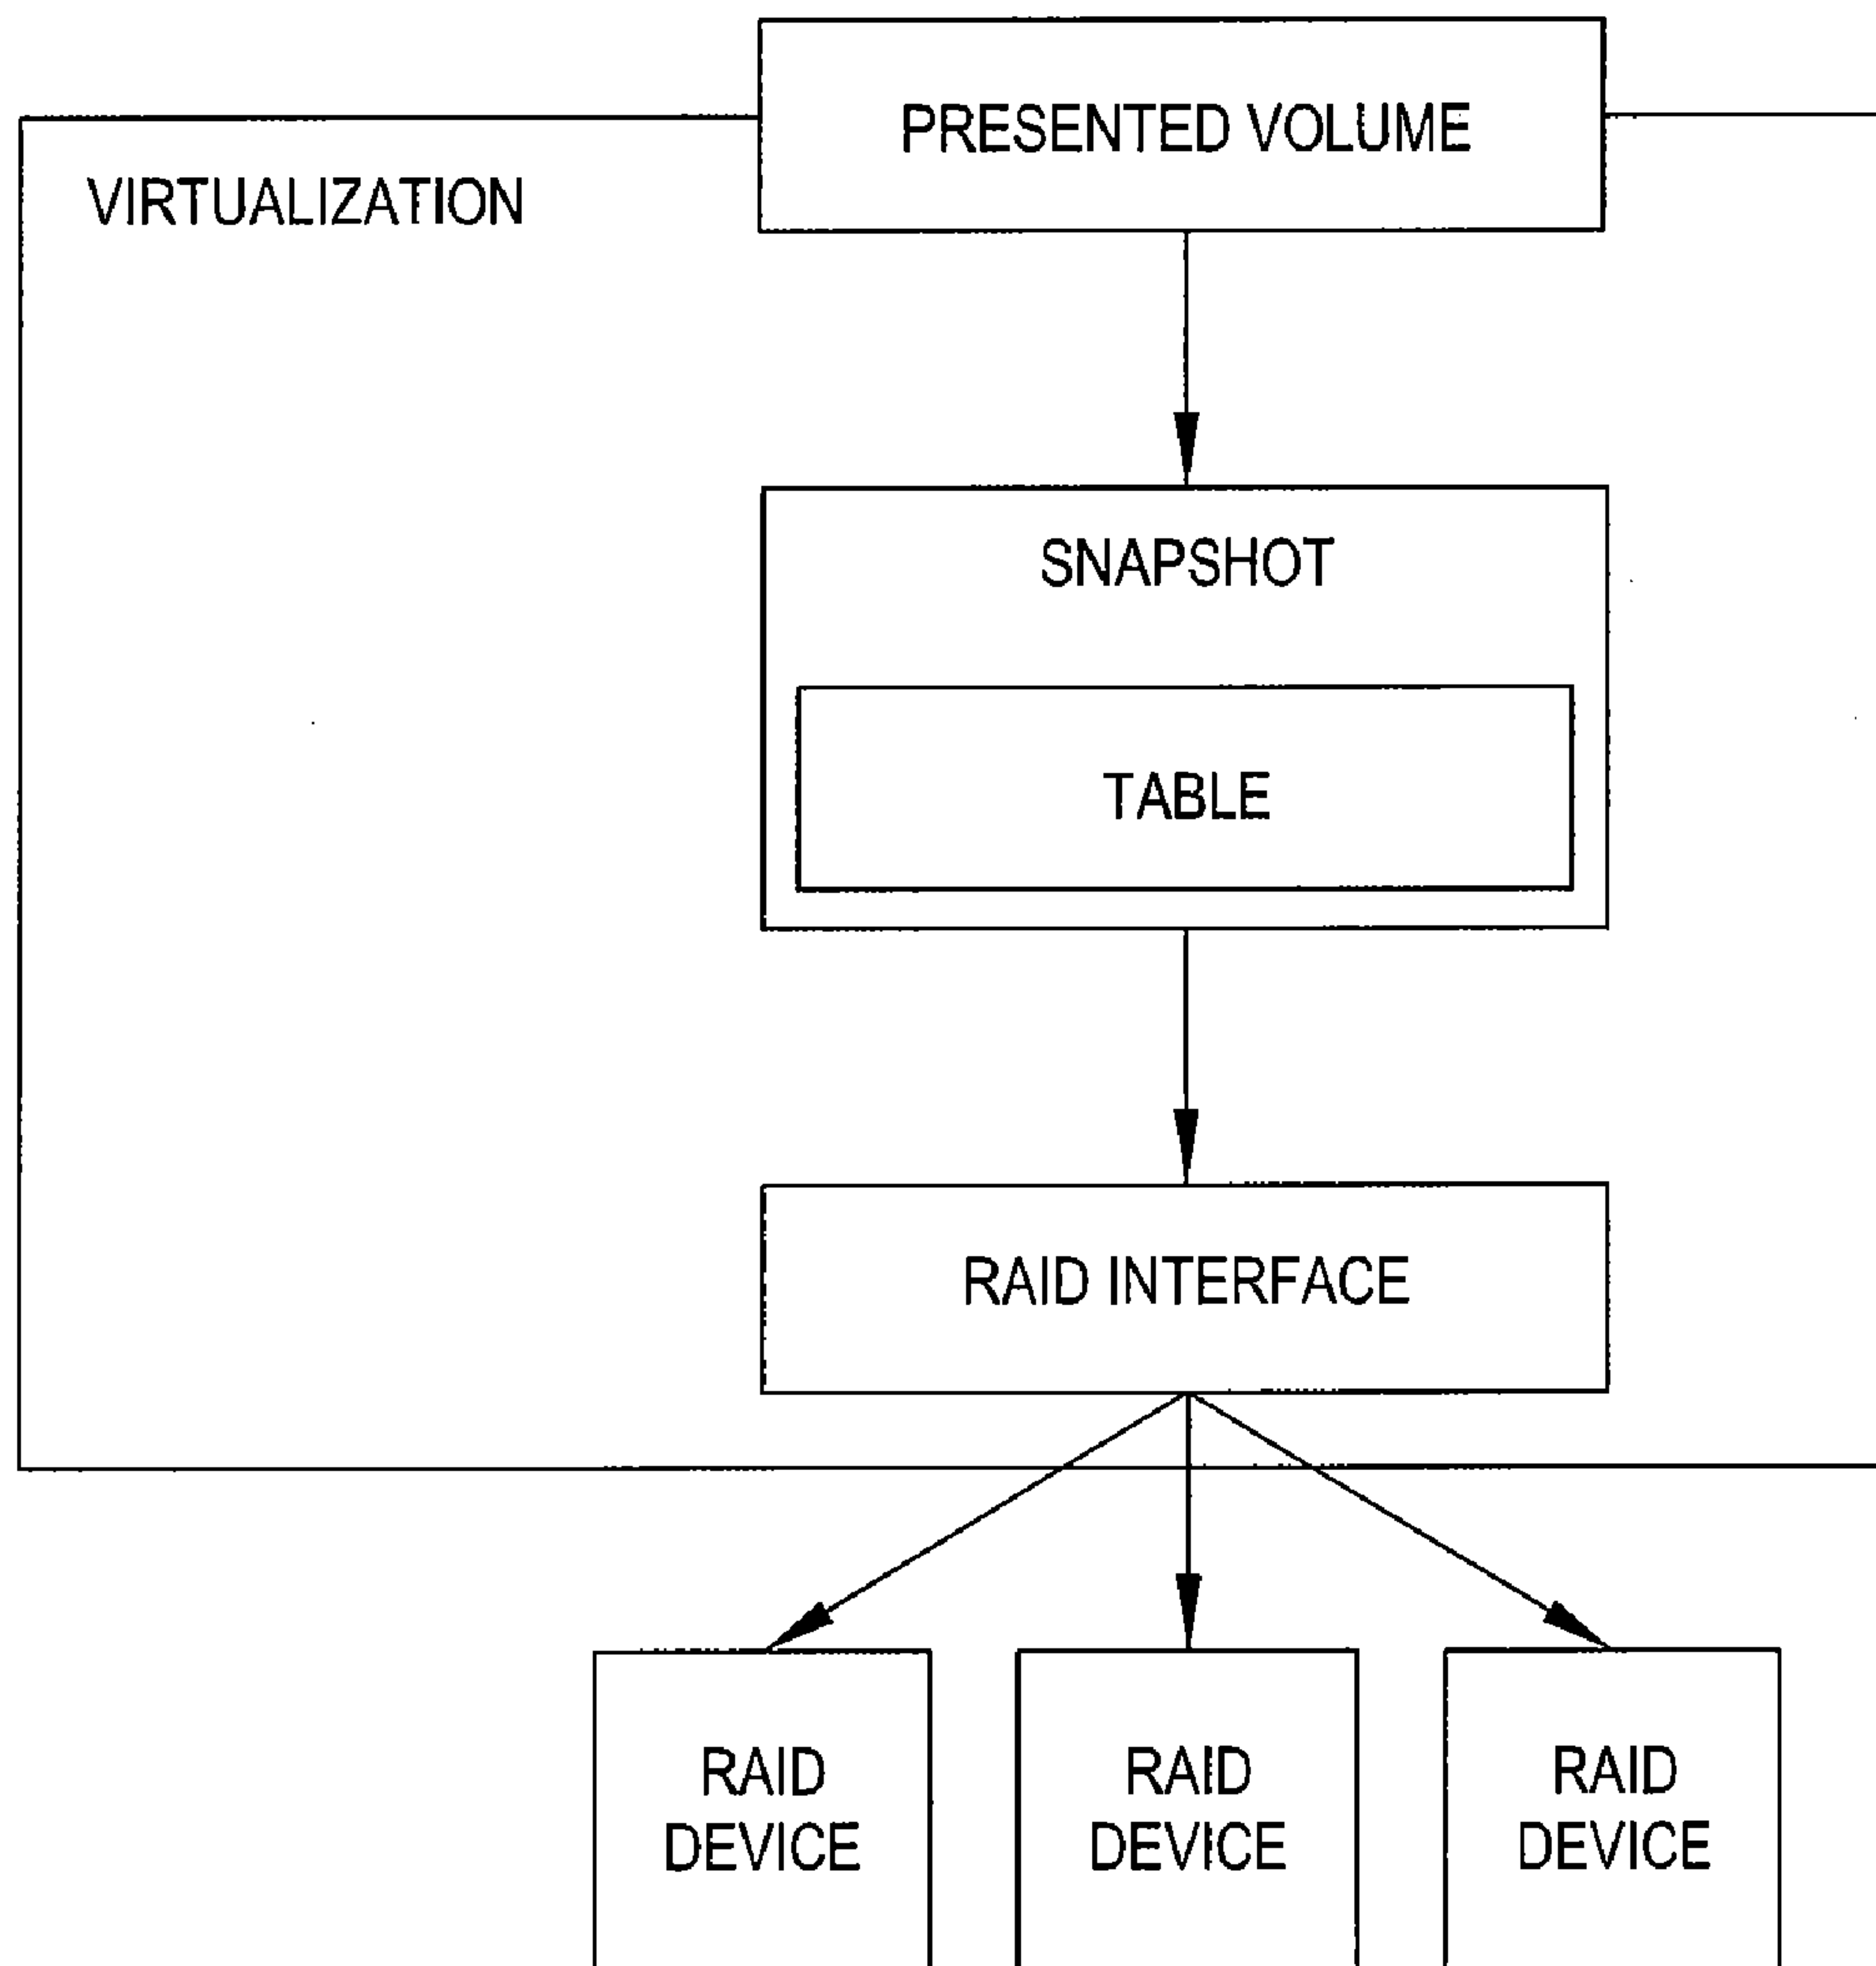 PRESENTED VOLUME
VIRTUALIZATION
SNAPSHOT
TABLE
RAID INTERFACE
RAID
DEVICE
RAID
DEVICE
RAID
DEVICE